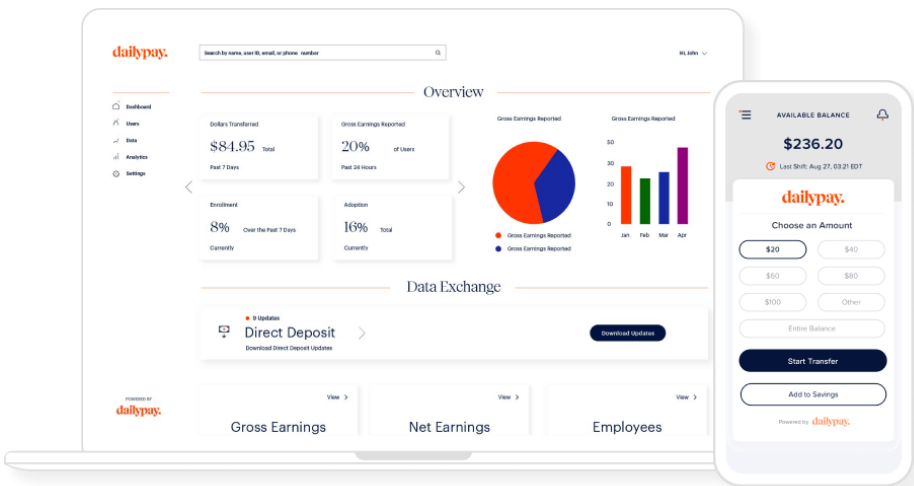 dailypay.
Search by name, user ID, email, or phone number
Hi, John
Dashboard
Users
Data
Analytics
Settings
POWERED BY
dailypay.
Overview
Dollars Transferred
$84.95 Total
Past 7 Days
Gross Earnings Reported
20% of Users
Past 24 Hours
Enrollment
8% Over the Past 7 Days
Currently
Adoption
16% Total
Currently
Gross Earnings Reported
Gross Earnings Reported
Gross Earnings Reported
Gross Earnings Reported
50
30
20
10
0
Jan Feb Mar Apr
Data Exchange
9 Updates
Direct Deposit
Download Direct Deposit Updates
Download Updates
View
Gross Earnings
View
Net Earnings
View
Employees
AVAILABLE BALANCE
$236.20
Last Shift: Aug 27, 03:21 EDT
dailypay.
Choose an Amount
$20 $40
$60 $80
$100 Other
Entire Balance
Start Transfer
Add to Savings
Powered by dailypay.